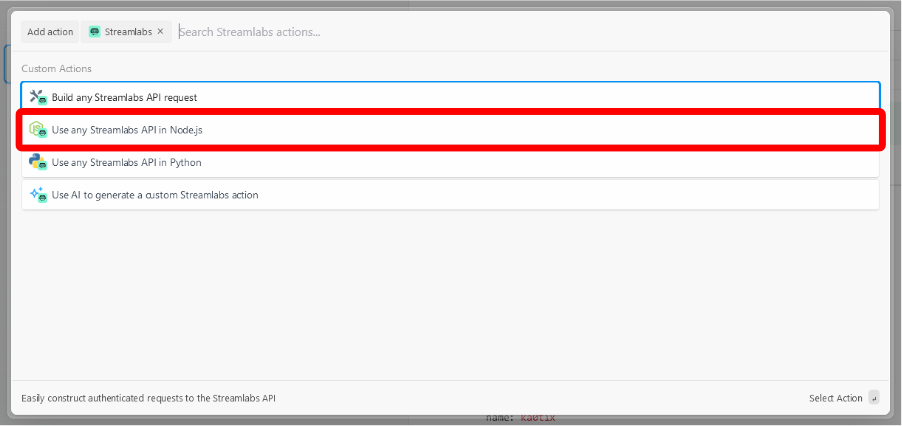 Add action Streamlabs × Search Streamlabs actions...
Custom Actions
Build any Streamlabs API request
Use any Streamlabs API in Node.js
Use any Streamlabs API in Python
Use AI to generate a custom Streamlabs action
Easily construct authenticated requests to the Streamlabs API Select Action ↵
name: ka0tix